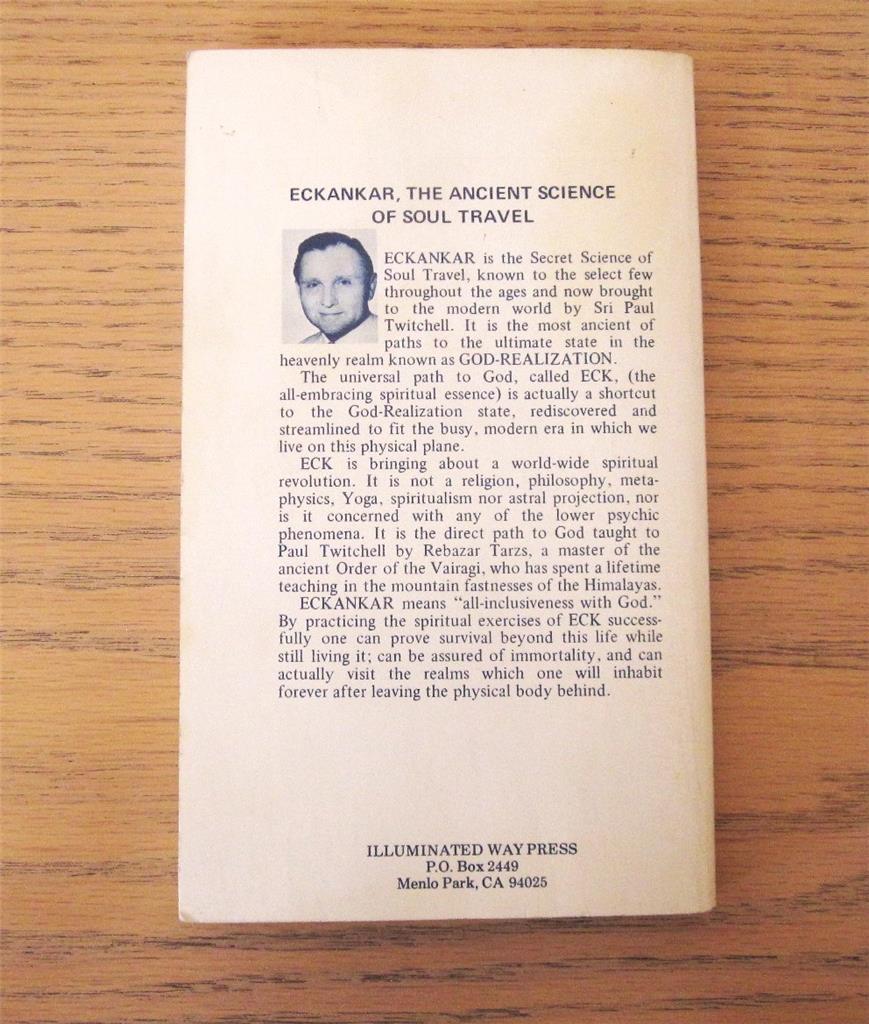 ECKANKAR, THE ANCIENT SCIENCE
OF SOUL TRAVEL
ECKANKAR is the Secret Science of
Soul Travel, known to the select few
throughout the ages and now brought
to the modern world by Sri Paul
Twitchell. It is the most ancient of
paths to the ultimate state in the
heavenly realm known as GOD-REALIZATION.
The universal path to God, called ECK, (the
all-embracing spiritual essence) is actually a shortcut
to the God-Realization state, rediscovered and
streamlined to fit the busy, modern era in which we
live on this physical plane.
ECK is bringing about a world-wide spiritual
revolution. It is not a religion, philosophy, meta-
physics, Yoga, spiritualism nor astral projection, nor
is it concerned with any of the lower psychic
phenomena. It is the direct path to God taught to
Paul Twitchell by Rebazar Tarzs, a master of the
ancient Order of the Vairagi, who has spent a lifetime
teaching in the mountain fastnesses of the Himalayas.
ECKANKAR means “all-inclusiveness with God.”
By practicing the spiritual exercises of ECK success-
fully one can prove survival beyond this life while
still living it; can be assured of immortality, and can
actually visit the realms which one will inhabit
forever after leaving the physical body behind.
ILLUMINATED WAY PRESS
P.O. Box 2449
Menlo Park, CA 94025